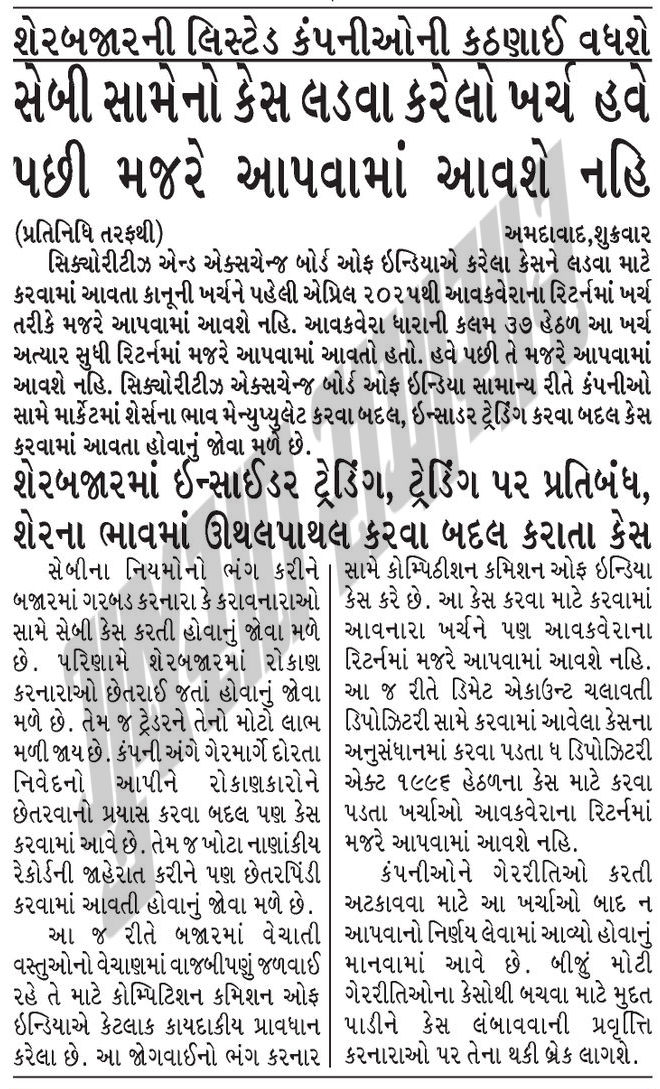 શેરબજારની લિસ્ટેડ કંપનીઓની કઠણાઈ વધશે
સેબી સામેનો કેસ લડવા કરેલો ખર્ચ હવે
પછી મજરે આપવામાં આવશે નહિ
(પ્રતિનિધિ તરફથી) અમદાવાદ,શુક્રવાર
સિક્યોરીટીઝ એન્ડ એક્સચેન્જ બોર્ડ ઓફ ઇન્ડિયાએ કરેલા કેસને લડવા માટે
કરવામાં આવતા કાનૂની ખર્ચને પહેલી એપ્રિલ ૨૦૨૫થી આવકવેરાના રિટર્નમાં ખર્ચ
તરીકે મજરે આપવામાં આવશે નહિ. આવકવેરા ધારાની કલમ ૩૭ હેઠળ આ ખર્ચ
અત્યાર સુધી રિટર્નમાં મજરે આપવામાં આવતો હતો. હવે પછી તે મજરે આપવામાં
આવશે નહિ. સિક્યોરીટીઝ એક્સચેન્જ બોર્ડ ઓફ ઇન્ડિયા સામાન્ય રીતે કંપનીઓ
સામે માર્કેટમાં શેર્સના ભાવ મેન્યુપ્યુલેટ કરવા બદલ, ઇન્સાડર ટ્રેડિંગ કરવા બદલ કેસ
કરવામાં આવતા હોવાનું જોવા મળે છે.
શેરબજારમાં ઈન્સાઈડર ટ્રેડિંગ, ટ્રેડિંગ પર પ્રતિબંધ,
શેરના ભાવમાં ઊથલપાથલ કરવા બદલ કરાતા કેસ
સેબીના નિયમોનો ભંગ કરીને
બજારમાં ગરબડ કરનારા કે કરાવનારાઓ
સામે સેબી કેસ કરતી હોવાનું જોવા મળે
છે. પરિણામે શેરબજારમાં રોકાણ
કરનારાઓ છેતરાઈ જતાં હોવાનું જોવા
મળે છે. તેમ જ ટ્રેડરને તેનો મોટો લાભ
મળી જાય છે. કંપની અંગે ગેરમાર્ગે દોરતા
નિવેદનો આપીને રોકાણકારોને
છેતરવાનો પ્રયાસ કરવા બદલ પણ કેસ
કરવામાં આવે છે. તેમ જ ખોટા નાણાંકીય
રેકોર્ડની જાહેરાત કરીને પણ છેતરપિંડી
કરવામાં આવતી હોવાનું જોવા મળે છે.
આ જ રીતે બજારમાં વેચાતી
વસ્તુઓનો વેચાણમાં વાજબીપણું જળવાઈ
રહે તે માટે કોમ્પિટિશન કમિશન ઓફ
ઇન્ડિયાએ કેટલાક કાયદાકીય પ્રાવધાન
કરેલા છે. આ જોગવાઈનો ભંગ કરનાર
સામે કોમ્પિઠીશન કમિશન ઓફ ઇન્ડિયા
કેસ કરે છે. આ કેસ કરવા માટે કરવામાં
આવનારા ખર્ચને પણ આવકવેરાના
રિટર્નમાં મજરે આપવામાં આવશે નહિ.
આ જ રીતે ડિમેટ એકાઉન્ટ ચલાવતી
ડિપોઝિટરી સામે કરવામાં આવેલા કેસના
અનુસંધાનમાં કરવા પડતા ધ ડિપોઝિટરી
એક્ટ ૧૯૯૬ હેઠળના કેસ માટે કરવા
પડતા ખર્ચાઓ આવકવેરાના રિટર્નમાં
મજરે આપવામાં આવશે નહિ.
કંપનીઓને ગેરરીતિઓ કરતી
અટકાવવા માટે આ ખર્ચાઓ બાદ ન
આપવાનો નિર્ણય લેવામાં આવ્યો હોવાનું
માનવામાં આવે છે. બીજું મોટી
ગેરરીતિઓના કેસોથી બચવા માટે મુદત
પાડીને કેસ લંબાવવાની પ્રવૃત્તિ
કરનારાઓ પર તેના થકી બ્રેક લાગશે.
ગુજરાત સમાચાર